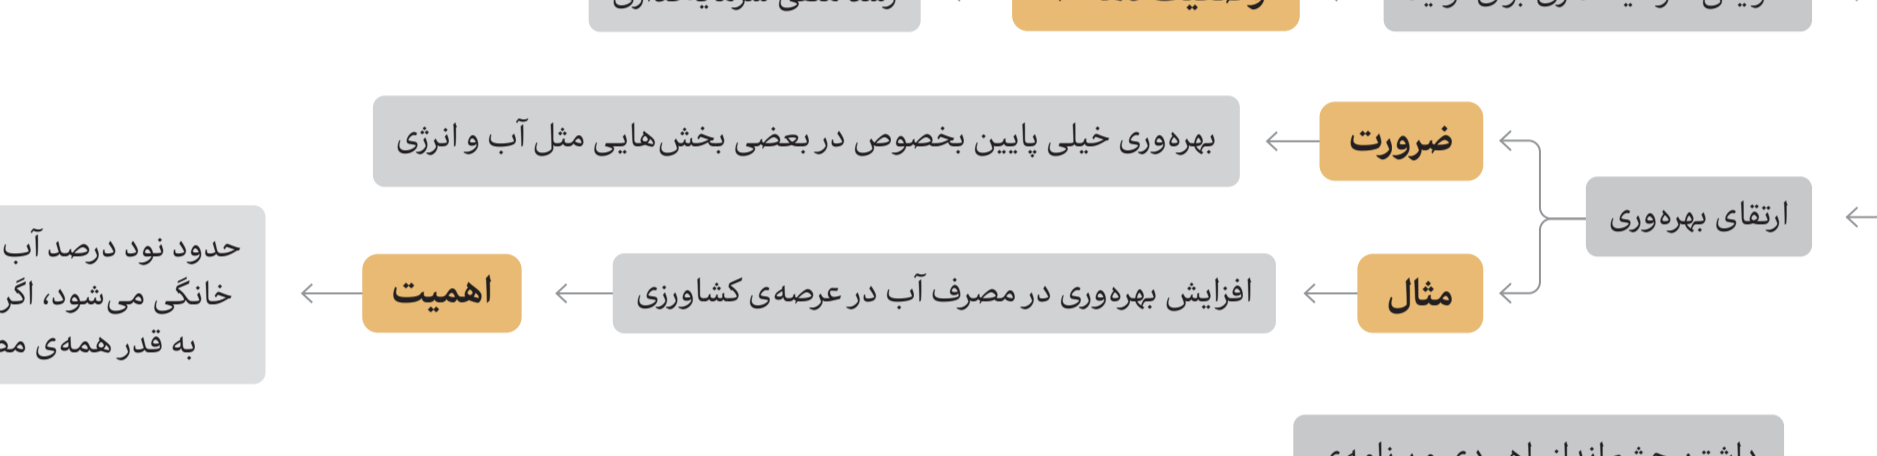 ارتقای بهره‌وری
ضرورت
بهره‌وری خیلی پایین بخصوص در بعضی بخش‌هایی مثل آب و انرژی
مثال
افزایش بهره‌وری در مصرف آب در عرصه‌ی کشاورزی
اهمیت
حدود نود درصد آب
خانگی می‌شود، اگر
به قدر همه‌ی